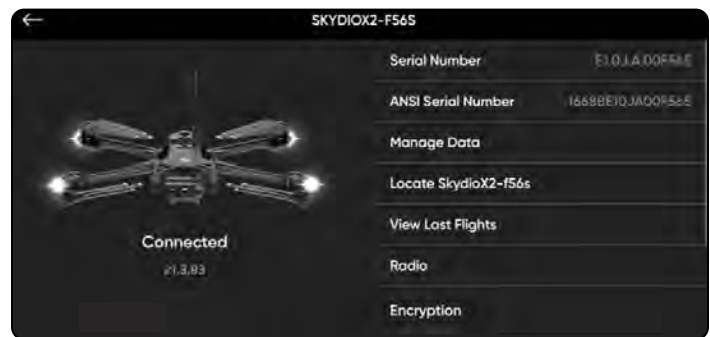 SKYDIOX2-F56S
Serial Number
ANSI Serial Number
Manage Data
Locate SkydioX2-f56s
View Last Flights
Connected
Radio
Encryption